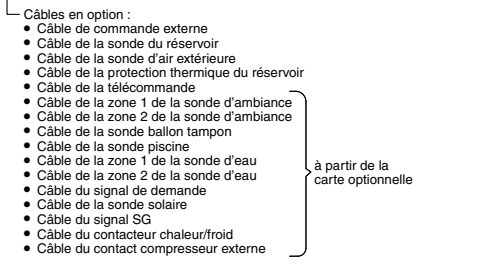 Câbles en option :
• Câble de commande externe
• Câble de la sonde du réservoir
• Câble de la sonde d'air extérieure
• Câble de la protection thermique du réservoir
• Câble de la télécommande
• Câble de la zone 1 de la sonde d'ambiance
• Câble de la zone 2 de la sonde d'ambiance
• Câble de la sonde ballon tampon
• Câble de la sonde piscine
• Câble de la zone 1 de la sonde d'eau
• Câble de la zone 2 de la sonde d'eau
• Câble du signal de demande
• Câble de la sonde solaire
• Câble du signal SG
• Câble du contacteur chaleur/froid
• Câble du contact compresseur externe
à partir de la
carte optionnelle